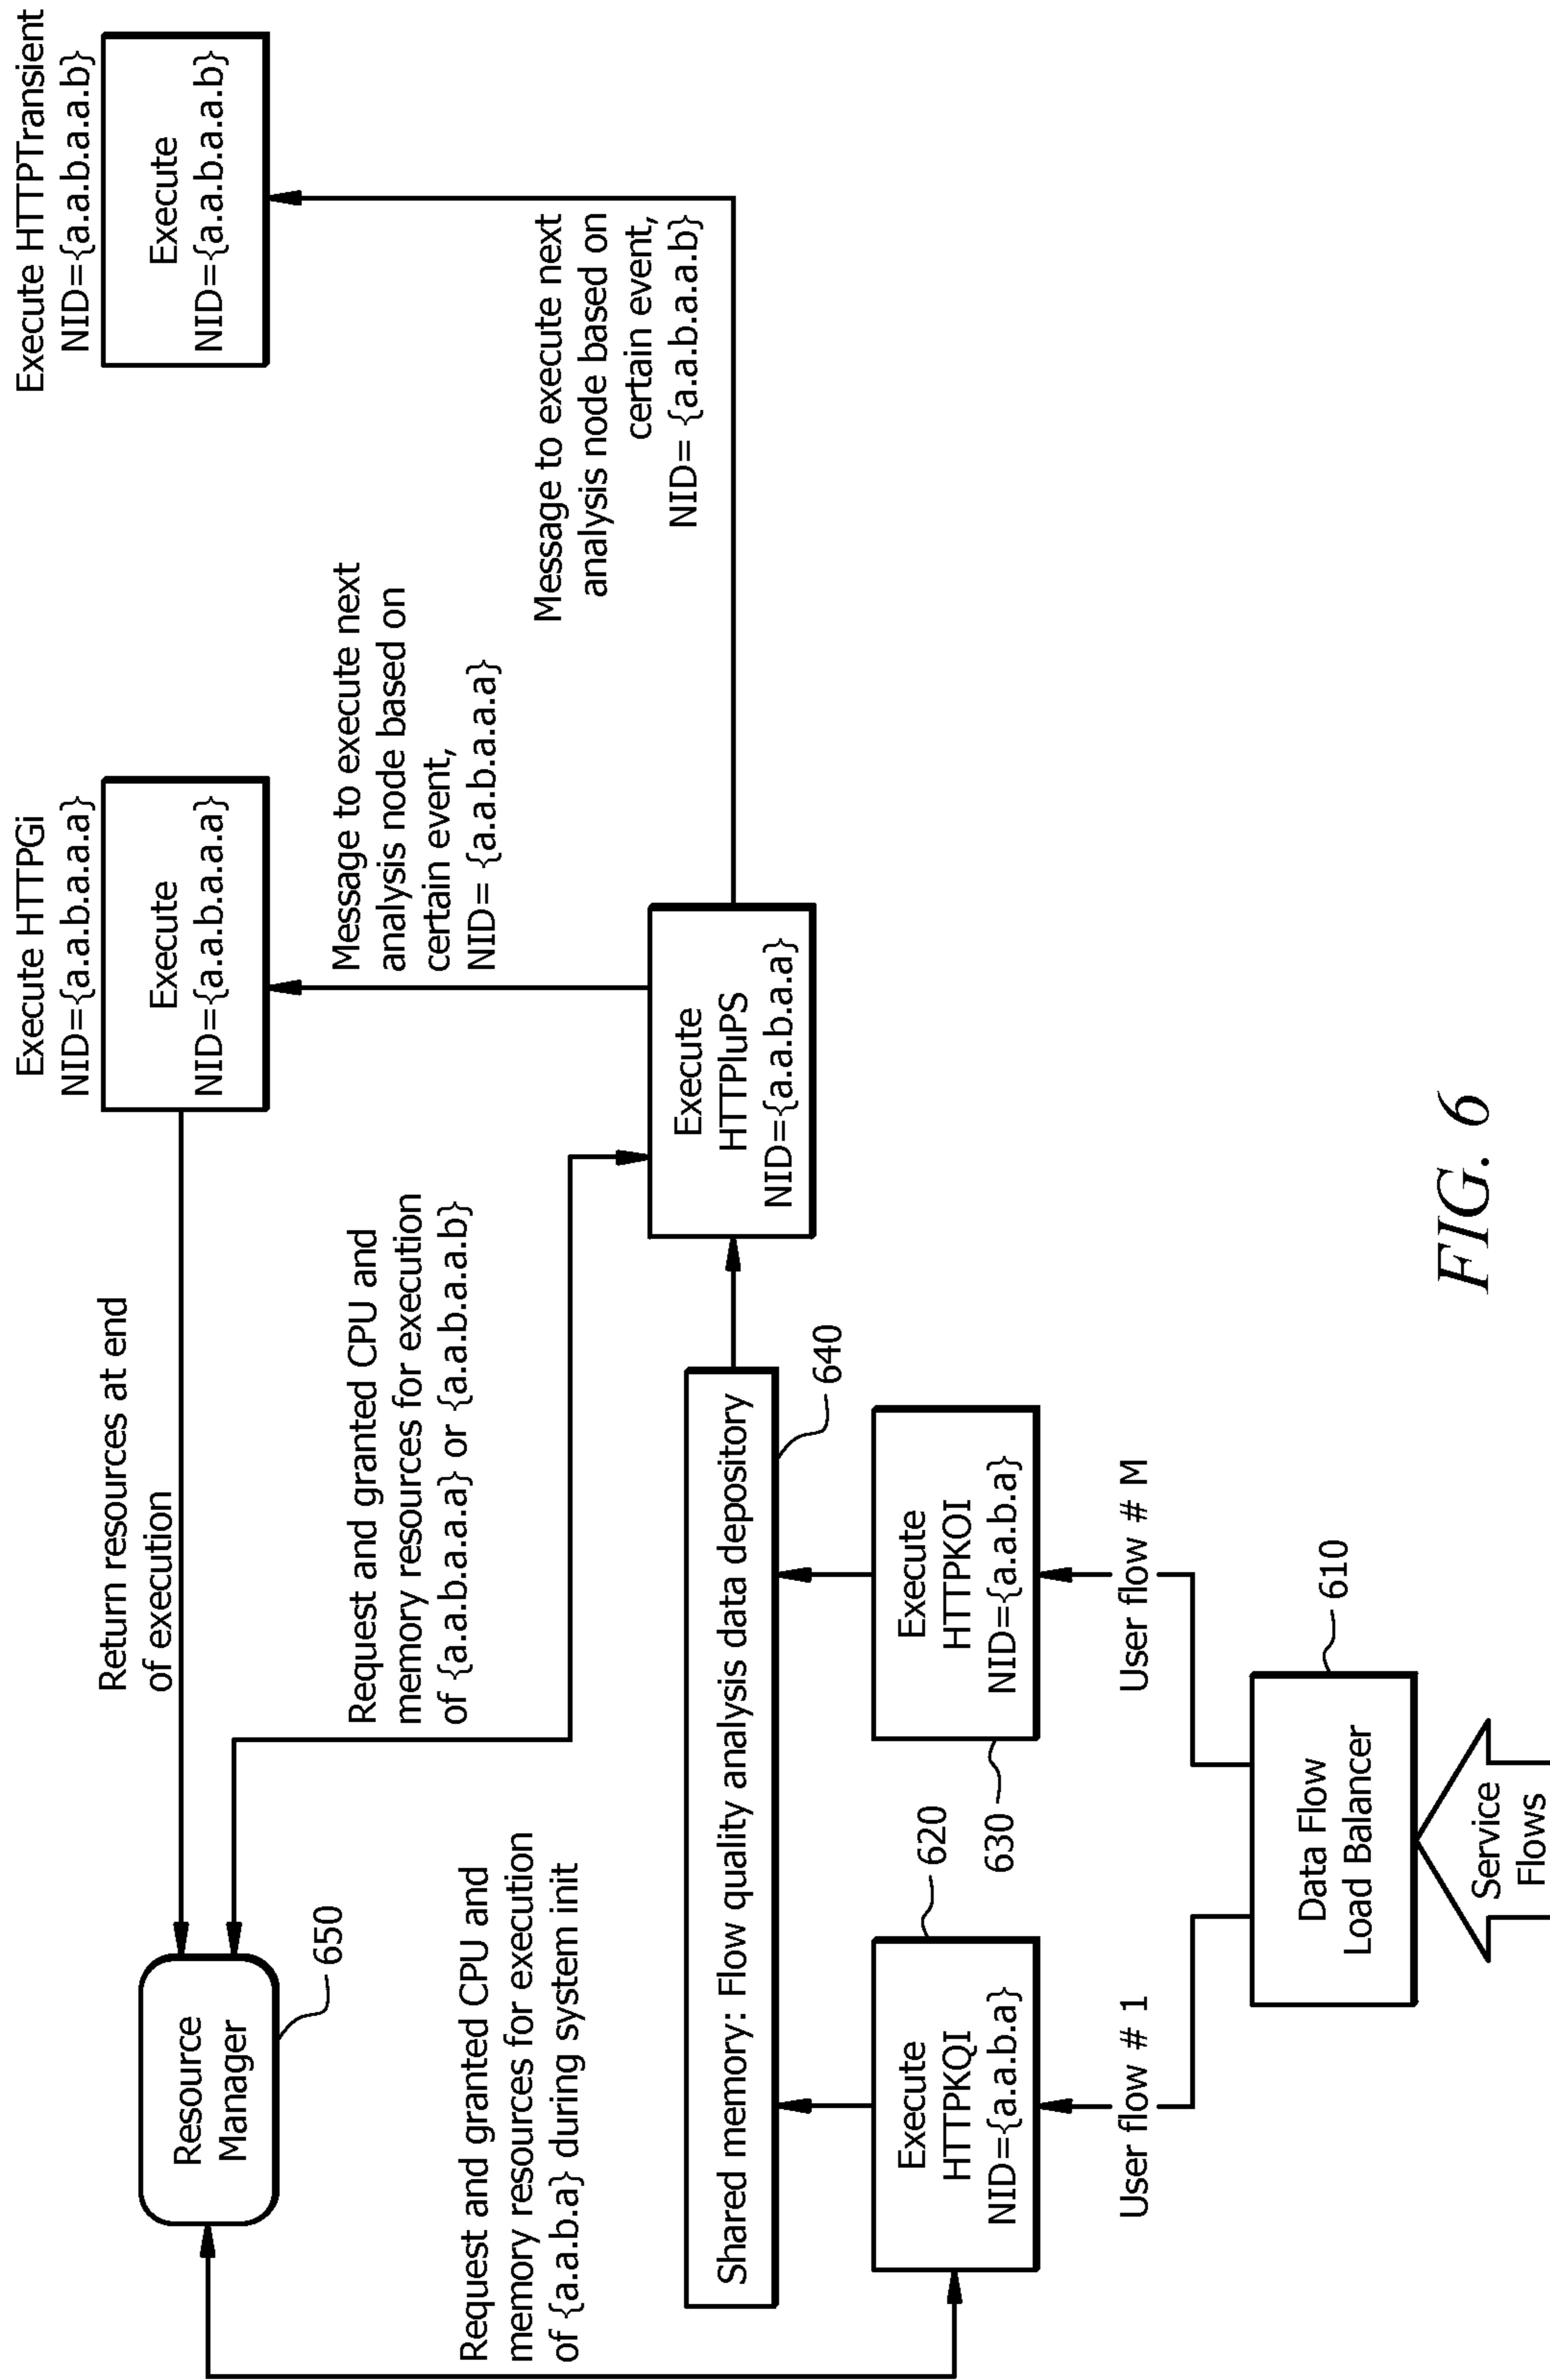 Execute HTTPGi
NID={a.a.b.a.a.a}
Execute
NID={a.a.b.a.a.a}
Execute HTTPTransient
NID={a.a.b.a.a.b}
Execute
NID={a.a.b.a.a.b}
Return resources at end
of execution
Resource
Manager
650
Message to execute next
analysis node based on
certain event,
NID= {a.a.b.a.a.a}
Message to execute next
analysis node based on
certain event,
NID= {a.a.b.a.a.b}
Request and granted CPU and
memory resources for execution
of {a.a.b.a.a.a} or {a.a.b.a.a.b}
Request and granted CPU and
memory resources for execution
of {a.a.b.a} during system init
Execute
HTTPluPS
NID={a.a.b.a.a}
Shared memory: Flow quality analysis data depository
640
620
Execute
HTTPKQI
NID={a.a.b.a}
Execute
HTTPKOI
NID={a.a.b.a}
630
User flow # 1
User flow # M
610
Data Flow
Load Balancer
Service
Flows
FIG. 6